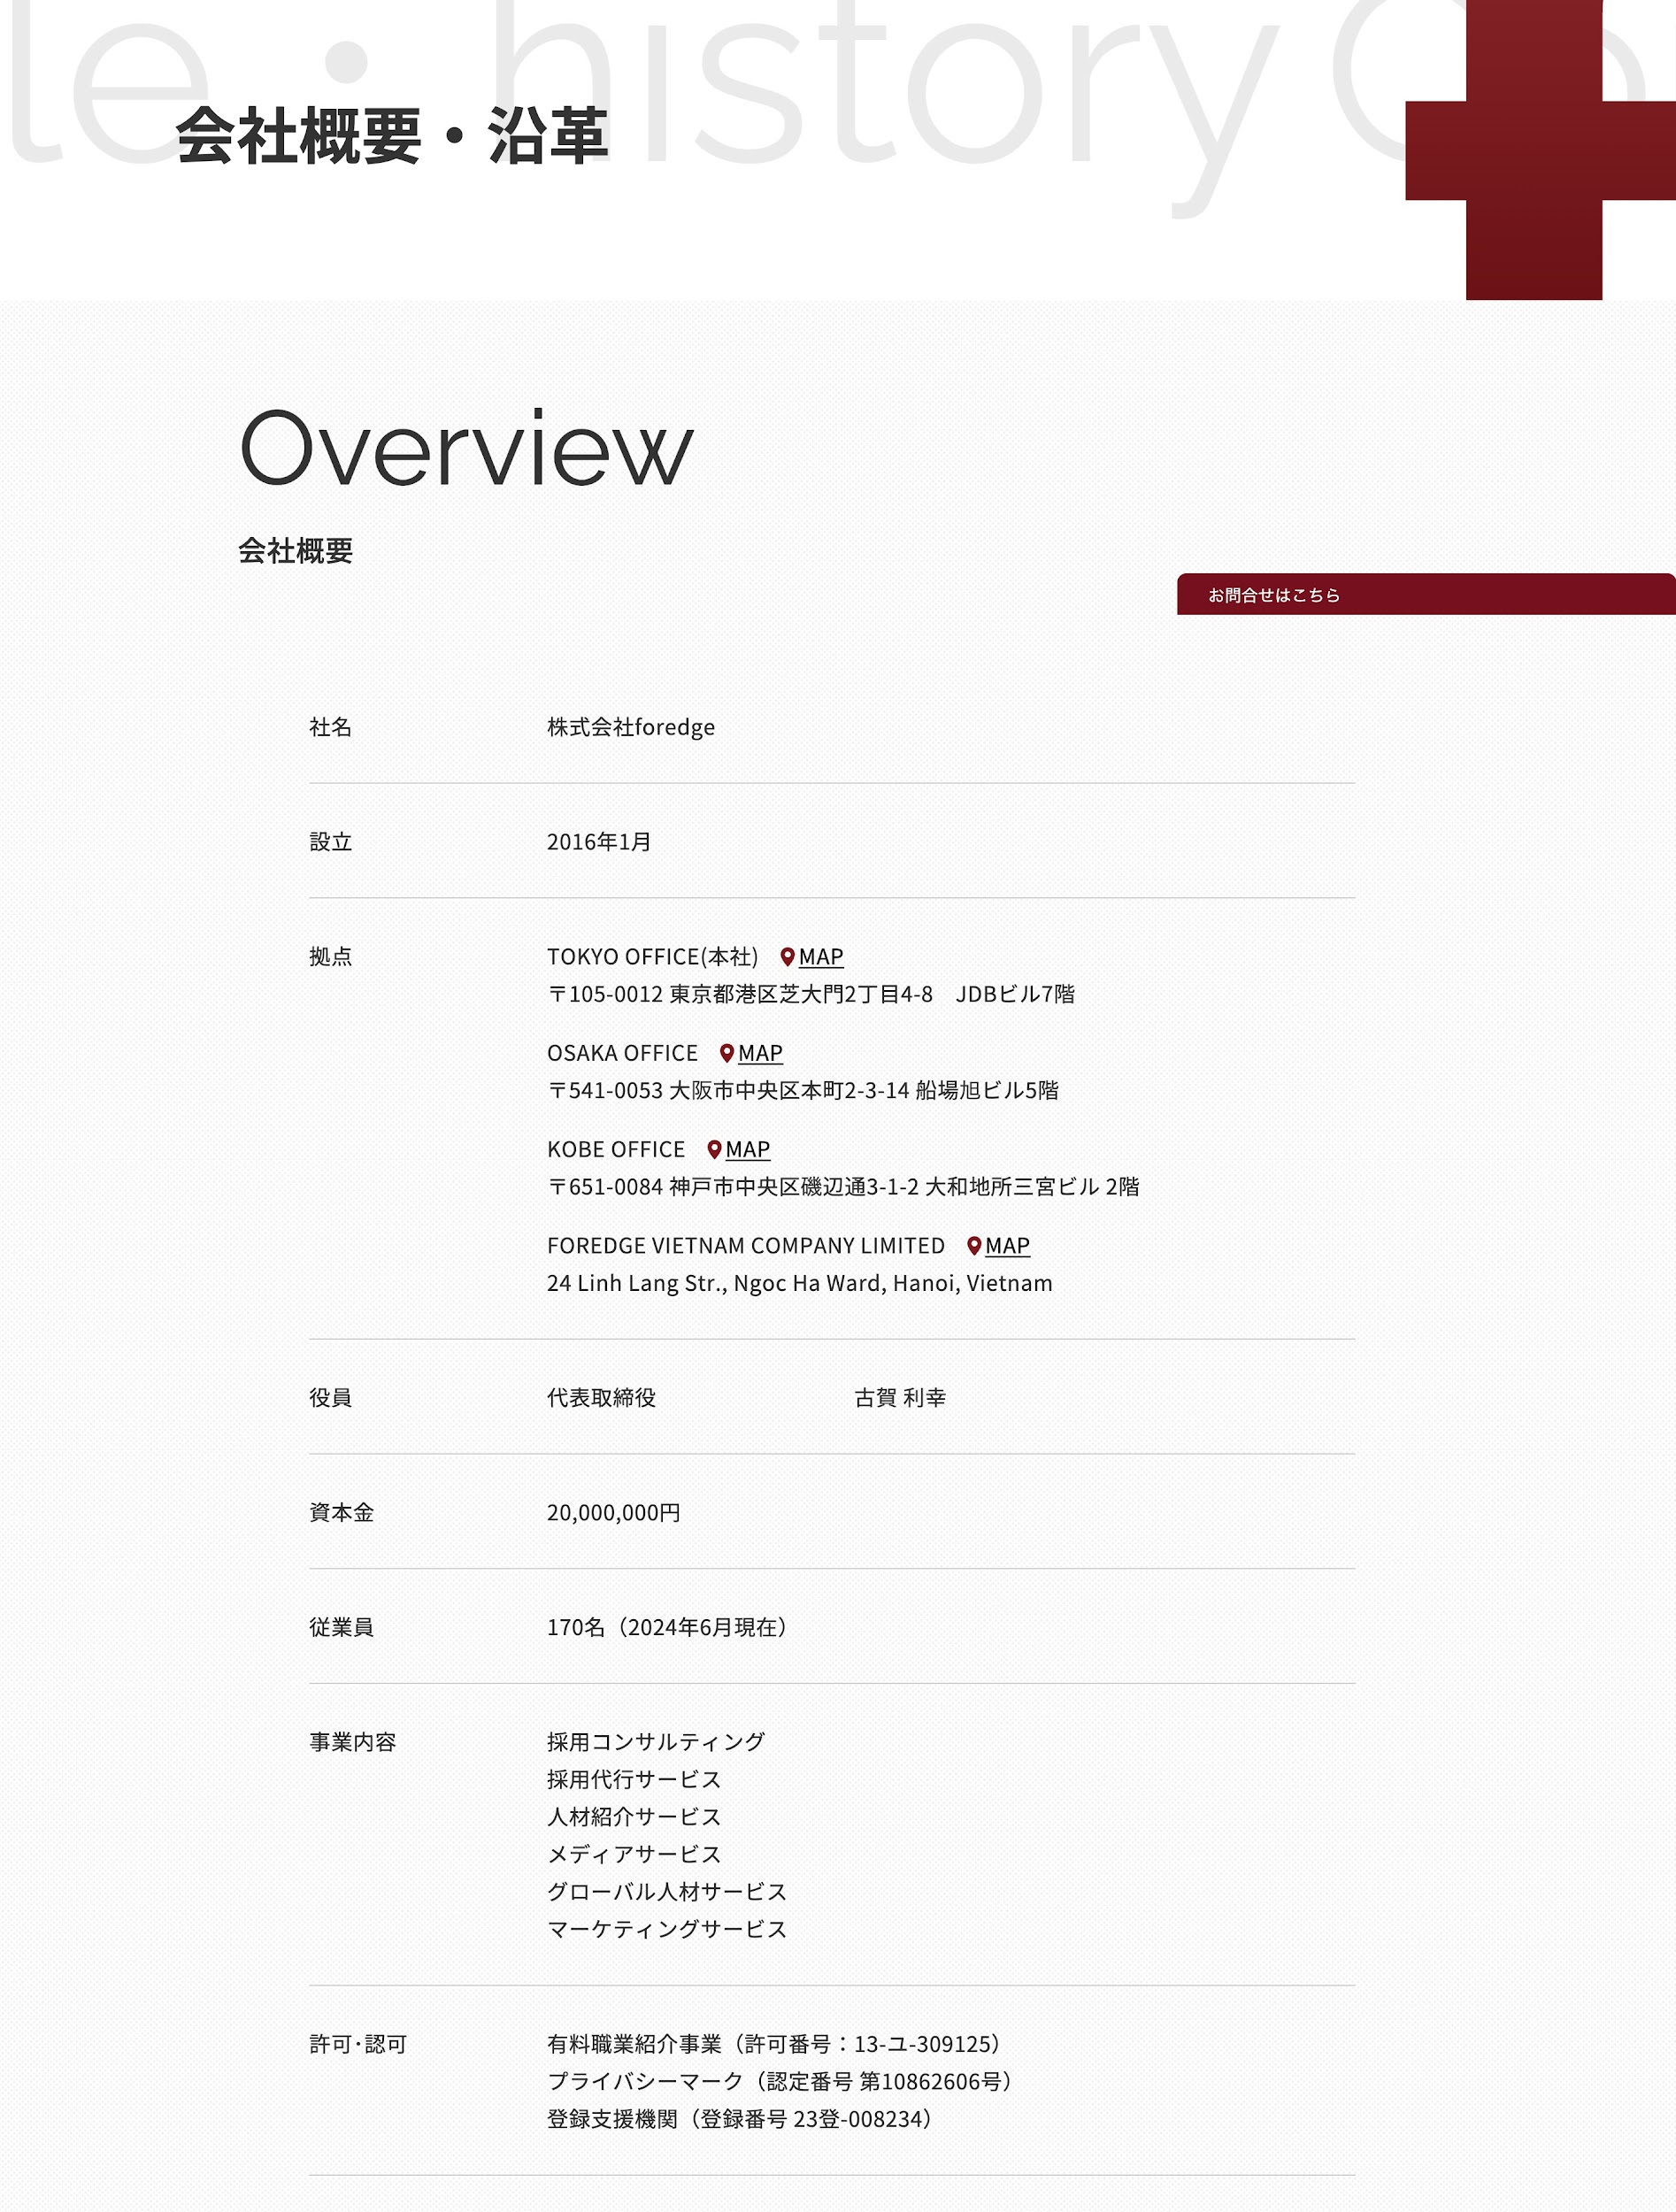 le・history Co
会社概要・沿革
Overview
会社概要
お問合せはこちら
社名 株式会社foredge
設立 2016年1月
拠点 TOKYO OFFICE(本社) MAP
〒105-0012 東京都港区芝大門2丁目4-8　JDBビル7階
OSAKA OFFICE MAP
〒541-0053 大阪市中央区本町2-3-14 船場旭ビル5階
KOBE OFFICE MAP
〒651-0084 神戸市中央区磯辺通3-1-2 大和地所三宮ビル 2階
FOREDGE VIETNAM COMPANY LIMITED MAP
24 Linh Lang Str., Ngoc Ha Ward, Hanoi, Vietnam
役員 代表取締役 古賀 利幸
資本金 20,000,000円
従業員 170名（2024年6月現在）
事業内容 採用コンサルティング
採用代行サービス
人材紹介サービス
メディアサービス
グローバル人材サービス
マーケティングサービス
許可･認可 有料職業紹介事業（許可番号：13-ユ-309125）
プライバシーマーク（認定番号 第10862606号）
登録支援機関（登録番号 23登-008234）